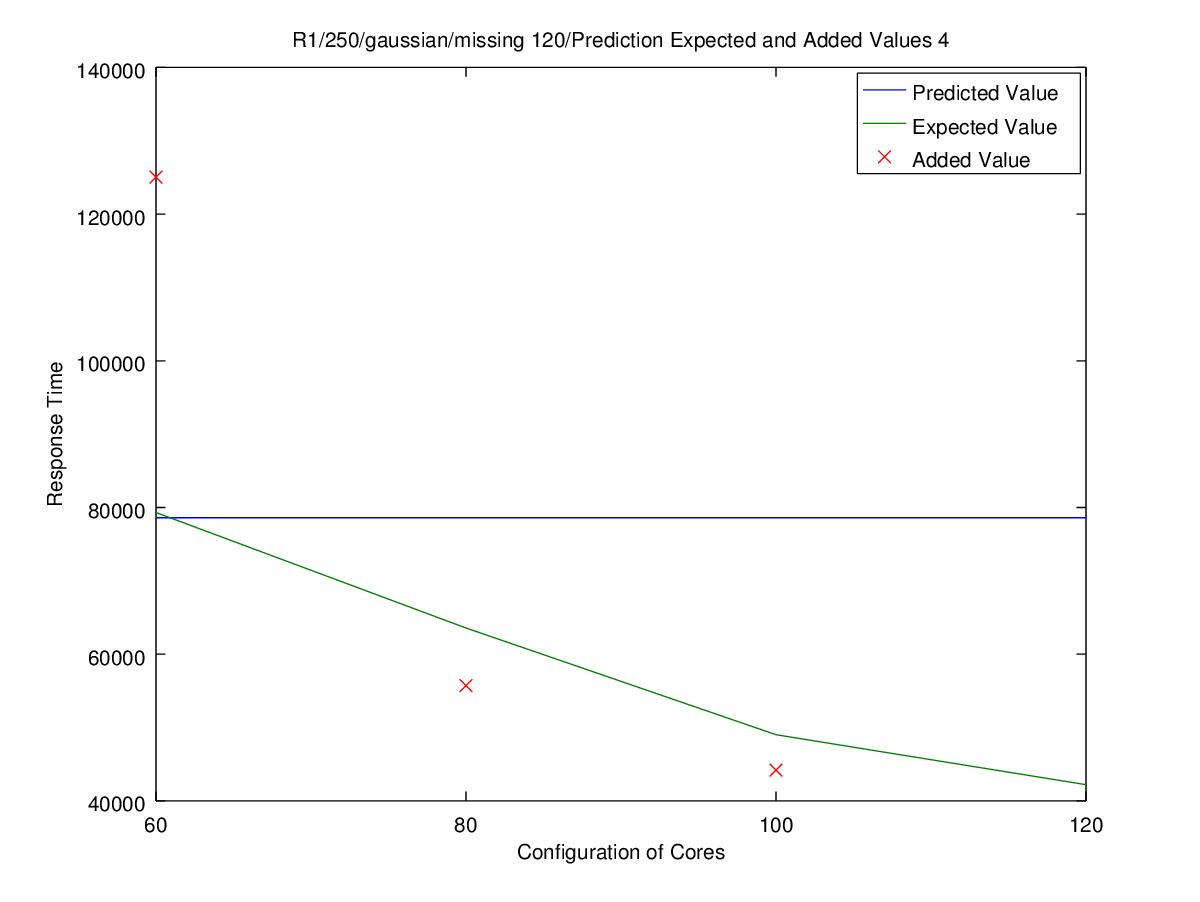 R1/250/gaussian/missing 120/Prediction Expected and Added Values 4
140000
120000
100000
80000
60000
40000
Response Time
Predicted Value
Expected Value
Added Value
60
80
100
120
Configuration of Cores